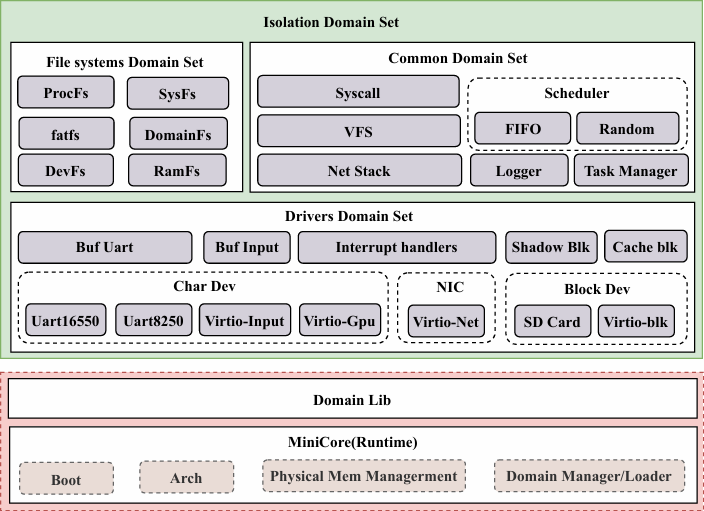 Isolation Domain Set
File systems Domain Set
ProcFs
SysFs
fatfs
DomainFs
DevFs
RamFs
Common Domain Set
Syscall
VFS
Net Stack
Scheduler
FIFO
Random
Logger
Task Manager
Drivers Domain Set
Buf Uart
Buf Input
Interrupt handlers
Shadow Blk
Cache blk
Char Dev
Uart16550
Uart8250
Virtio-Input
Virtio-Gpu
NIC
Virtio-Net
Block Dev
SD Card
Virtio-blk
Domain Lib
MiniCore(Runtime)
Boot
Arch
Physical Mem Managerment
Domain Manager/Loader